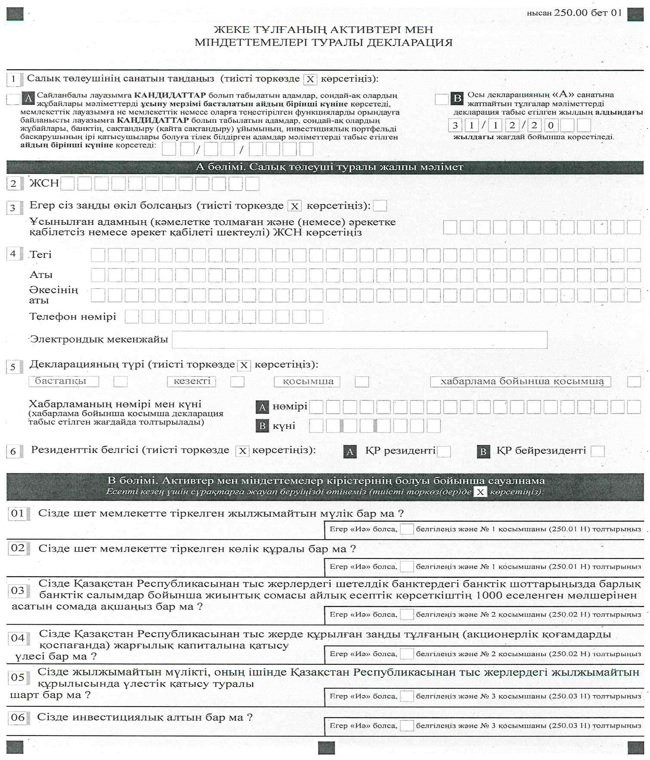 нысан 250.00 бет 01
ЖЕКЕ ТҰЛҒАНЫҢ АКТИВТЕРІ МЕН
МІНДЕТТЕМЕЛЕРІ ТУРАЛЫ ДЕКЛАРАЦИЯ
1 Салық төлеушінің санатын таңдаңыз (тиісті торкөзде X көрсетіңіз):
A Сайланбалы лауазымға КАНДИДАТТАР болып табылатын адамдар, сондай-ақ олардың
жұбайлары мәліметтерді ұсыну мерзімі басталатын айдың бірінші күніне көрсетеді,
мемлекеттік лауазымға не мемлекеттік немесе оларға теңестірілген функцияларды орындауға
байланысты лауазымға КАНДИДАТТАР болып табылатын адамдар, сондай-ақ олардың
жұбайлары, банктің, сақтандыру (қайта сақтандыру) ұйымының, инвестициялық портфельді
басқарушының ірі қатысушылары болуға тілек білдірген адамдар мәліметтерді табыс етілген
айдың бірінші күніне көрсетеді: / /
B Осы декларацияның «А» санатына
жатпайтын тұлғалар мәліметтерді
декларация табыс етілген жылдың алдындағы
3 1 / 1 2 / 2 0
жылдағы жағдай бойынша көрсетіледі.
А бөлімі. Салық төлеуші туралы жалпы мәлімет
2 ЖСН
3 Егер сіз заңды өкіл болсаңыз (тиісті торкөзде X көрсетіңіз):
Ұсынылған адамның (кәмелетке толмаған және (немесе) әрекетке
қабілетсіз немесе әрекет қабілеті шектеулі) ЖСН көрсетіңіз
4 Тегі
Аты
Әкесінің
аты
Телефон нөмірі
Электрондық мекенжайы
5 Декларацияның түрі (тиісті торкөзде X көрсетіңіз):
бастапқы кезекті қосымша хабарлама бойынша қосымша
Хабарламаның нөмірі мен күні
(хабарлама бойынша қосымша декларация
табыс етілген жағдайда толтырылады)
A нөмірі
B күні
6 Резиденттік белгісі (тиісті торкөзде X көрсетіңіз): A ҚР резиденті B ҚР бейрезиденті
В бөлімі. Активтер мен міндеттемелер кірістерінің болуы бойынша сауалнама
Есепті кезең үшін сұрақтарға жауап беруіңізді өтінеміз (тиісті торкөз(дер)де X көрсетіңіз):
01 Сізде шет мемлекетте тіркелген жылжымайтын мүлік бар ма ?
Егер «Иә» болса, белгілеңіз және № 1 қосымшаны (250.01 Н) толтырыңыз
02 Сізде шет мемлекетте тіркелген көлік құралы бар ма ?
Егер «Иә» болса, белгілеңіз және № 1 қосымшаны (250.01 Н) толтырыңыз
03 Сізде Қазақстан Республикасынан тыс жерлердегі шетелдік банктердегі банктік шоттарыңызда барлық
банктік салымдар бойынша жиынтық сомасы айлық есептік көрсеткіштің 1000 еселенген мөлшерінен
асатын сомада ақшаңыз бар ма ?
Егер «Иә» болса, белгілеңіз және № 2 қосымшаны (250.02 Н) толтырыңыз
04 Сізде Қазақстан Республикасынан тыс жерде құрылған заңды тұлғаның (акционерлік қоғамдарды
қоспағанда) жарғылық капиталына қатысу
үлесі бар ма ?
Егер «Иә» болса, белгілеңіз және № 2 қосымшаны (250.02 Н) толтырыңыз
05 Сізде жылжымайтын мүлікті, оның ішінде Қазақстан Республикасынан тыс жерлердегі жылжымайтын
құрылысында үлестік қатысу туралы
шарт бар ма ?
Егер «Иә» болса, белгілеңіз және № 3 қосымшаны (250.03 Н) толтырыңыз
06 Сізде инвестициялық алтын бар ма ?
Егер «Иә» болса, белгілеңіз және № 3 қосымшаны (250.03 Н) толтырыңыз